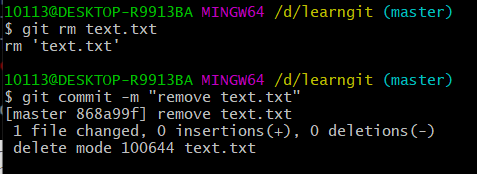 10113@DESKTOP-R9913BA MINGW64 /d/learngit (master)
$ git rm text.txt
rm 'text.txt'
10113@DESKTOP-R9913BA MINGW64 /d/learngit (master)
$ git commit -m "remove text.txt"
[master 868a99f] remove text.txt
 1 file changed, 0 insertions(+), 0 deletions(-)
 delete mode 100644 text.txt